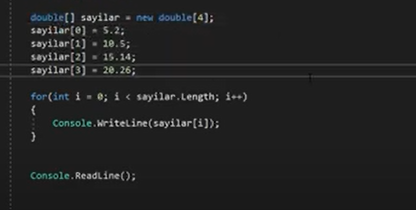 double[] sayilar = new double[4];
sayilar[0] = 5.2;
sayilar[1] = 10.5;
sayilar[2] = 15.14;
sayilar[3] = 20.26;
for(int i = 0; i < sayilar.Length; i++)
{
Console.WriteLine(sayilar[i]);
}
Console.ReadLine();